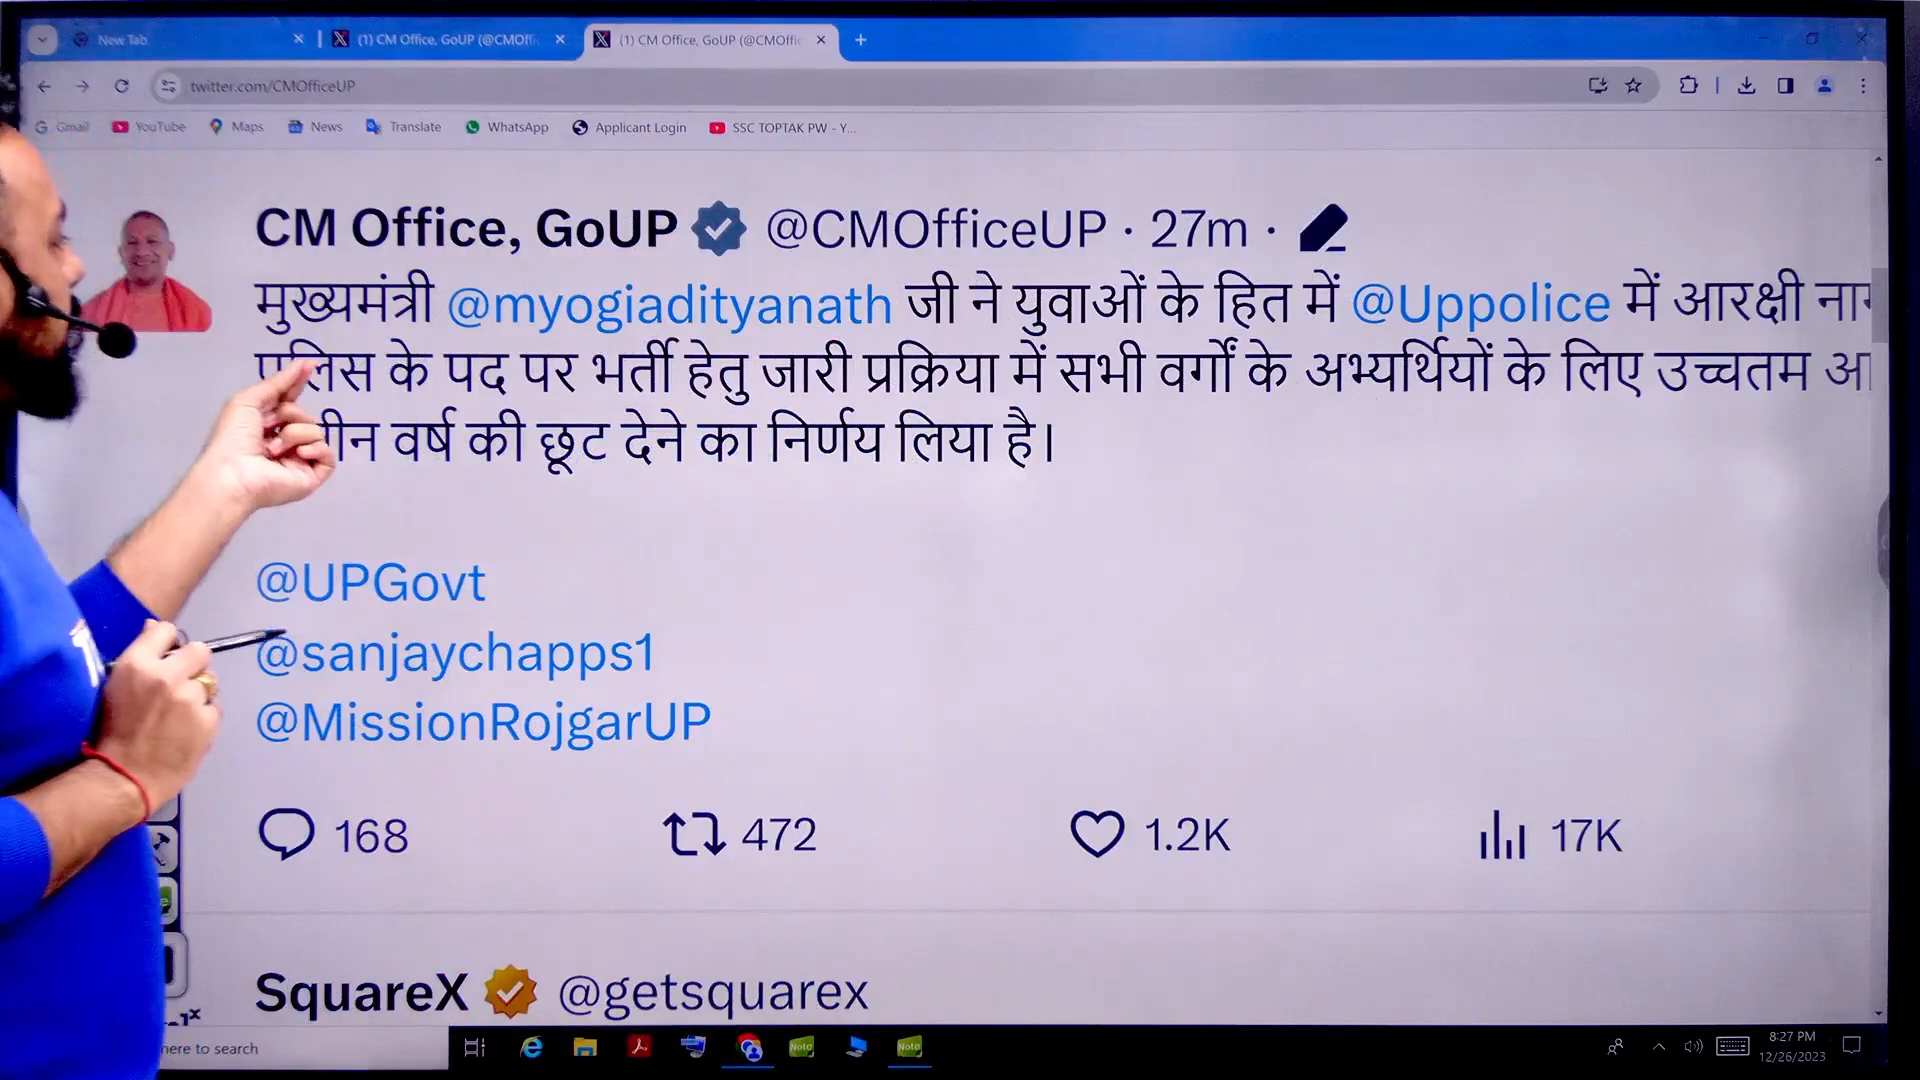 New Tab
(1) CM Office, GoUP (@CMOffi
(1) CM Office, GoUP (@CMOffic
twitter.com/CMOfficeUP
Gmail YouTube Maps News Translate WhatsApp Applicant Login SSC TOPTAK PW - Y...
CM Office, GoUP @CMOfficeUP · 27m ·
मुख्यमंत्री @myogiadityanath जी ने युवाओं के हित में @Uppolice में आरक्षी
के पद पर भर्ती हेतु जारी प्रक्रिया में सभी वर्गों के अभ्यर्थियों के लिए उच्चतम
वर्ष की छूट देने का निर्णय लिया है।
@UPGovt
@sanjaychapps1
@MissionRojgarUP
168 472 1.2K 17K
SquareX @getsquarex
here to search
8:27 PM
12/26/2023